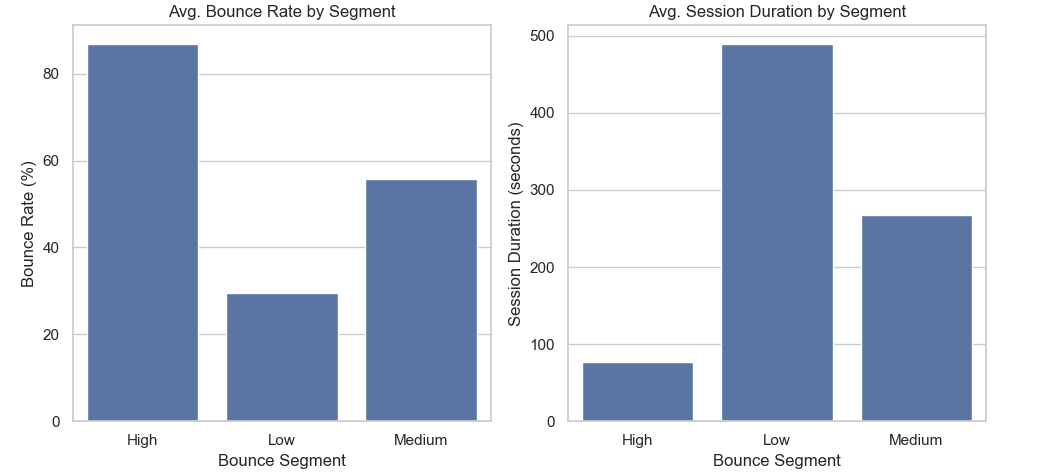 Avg. Bounce Rate by Segment
Bounce Rate (%)
80
60
40
20
0
High Low Medium
Bounce Segment
Avg. Session Duration by Segment
Session Duration (seconds)
500
400
300
200
100
0
High Low Medium
Bounce Segment